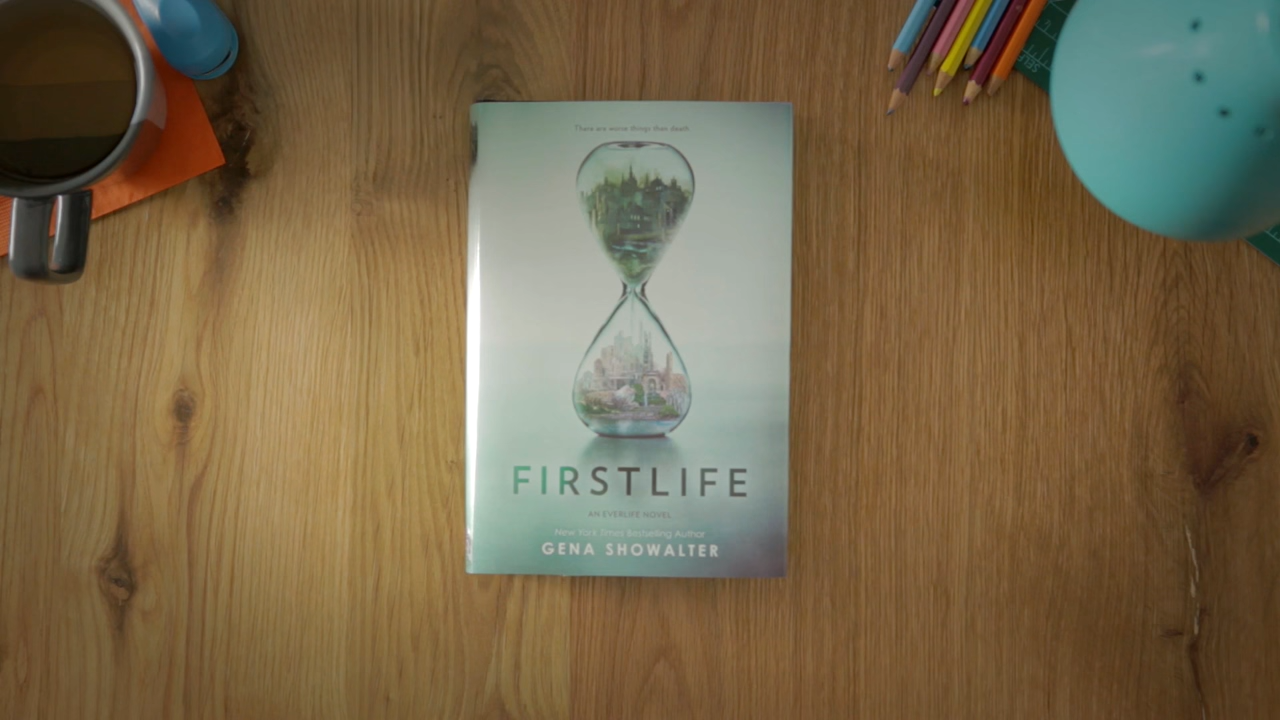 There are worse things than death.
FIRSTLIFE
AN EVERLIFE NOVEL
New York Times Bestselling Author
GENA SHOWALTER